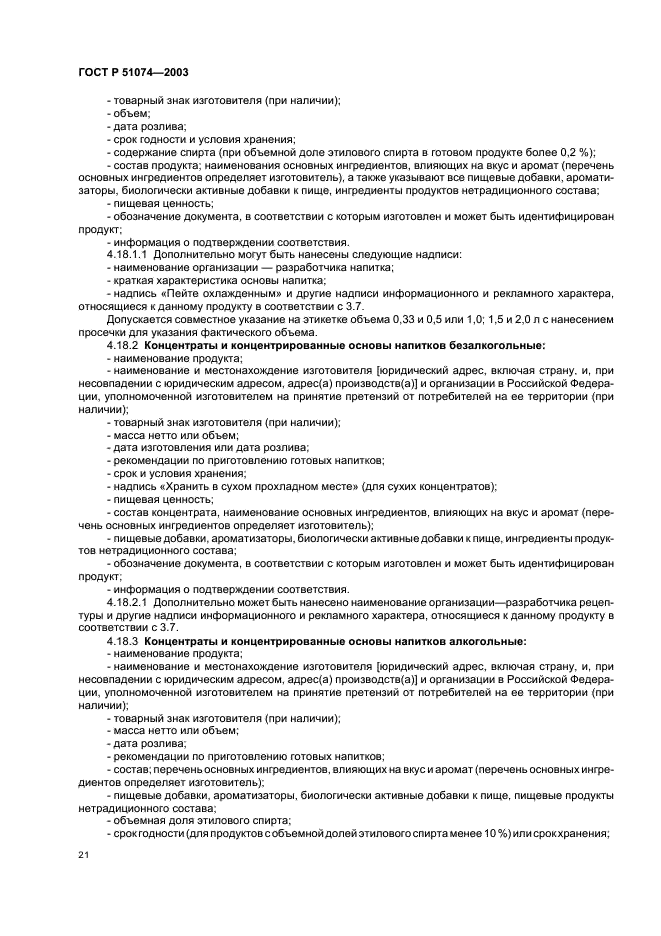 ГОСТ Р 51074—2003
- товарный знак изготовителя (при наличии);
- объем;
- дата розлива;
- срок годности и условия хранения;
- содержание спирта (при объемной доле этилового спирта в готовом продукте более 0,2 %);
- состав продукта; наименования основных ингредиентов, влияющих на вкус и аромат (перечень
основных ингредиентов определяет изготовитель), а также указывают все пищевые добавки, аромати-
заторы, биологически активные добавки к пище, ингредиенты продуктов нетрадиционного состава;
- пищевая ценность;
- обозначение документа, в соответствии с которым изготовлен и может быть идентифицирован
продукт;
- информация о подтверждении соответствия.
4.18.1.1 Дополнительно могут быть нанесены следующие надписи:
- наименование организации — разработчика напитка;
- краткая характеристика основы напитка;
- надпись «Пейте охлажденным» и другие надписи информационного и рекламного характера,
относящиеся к данному продукту в соответствии с 3.7.
Допускается совместное указание на этикетке объема 0,33 и 0,5 или 1,0; 1,5 и 2,0 л с нанесением
просечки для указания фактического объема.
4.18.2 Концентраты и концентрированные основы напитков безалкогольные:
- наименование продукта;
- наименование и местонахождение изготовителя [юридический адрес, включая страну, и, при
несовпадении с юридическим адресом, адрес(а) производств(а)] и организации в Российской Федера-
ции, уполномоченной изготовителем на принятие претензий от потребителей на ее территории (при
наличии);
- товарный знак изготовителя (при наличии);
- масса нетто или объем;
- дата изготовления или дата розлива;
- рекомендации по приготовлению готовых напитков;
- срок и условия хранения;
- надпись «Хранить в сухом прохладном месте» (для сухих концентратов);
- пищевая ценность;
- состав концентрата, наименование основных ингредиентов, влияющих на вкус и аромат (пере-
чень основных ингредиентов определяет изготовитель);
- пищевые добавки, ароматизаторы, биологически активные добавки к пище, ингредиенты продук-
тов нетрадиционного состава;
- обозначение документа, в соответствии с которым изготовлен и может быть идентифицирован
продукт;
- информация о подтверждении соответствия.
4.18.2.1 Дополнительно может быть нанесено наименование организации—разработчика рецеп-
туры и другие надписи информационного и рекламного характера, относящиеся к данному продукту в
соответствии с 3.7.
4.18.3 Концентраты и концентрированные основы напитков алкогольные:
- наименование продукта;
- наименование и местонахождение изготовителя [юридический адрес, включая страну, и, при
несовпадении с юридическим адресом, адрес(а) производств(а)] и организации в Российской Федера-
ции, уполномоченной изготовителем на принятие претензий от потребителей на ее территории (при
наличии);
- товарный знак изготовителя (при наличии);
- масса нетто или объем;
- дата розлива;
- рекомендации по приготовлению готовых напитков;
- состав; перечень основных ингредиентов, влияющих на вкус и аромат (перечень основных ингре-
диентов определяет изготовитель);
- пищевые добавки, ароматизаторы, биологически активные добавки к пище, пищевые продукты
нетрадиционного состава;
- объемная доля этилового спирта;
- срок годности (для продуктов с объемной долей этилового спирта менее 10 %) или срок хранения;
21